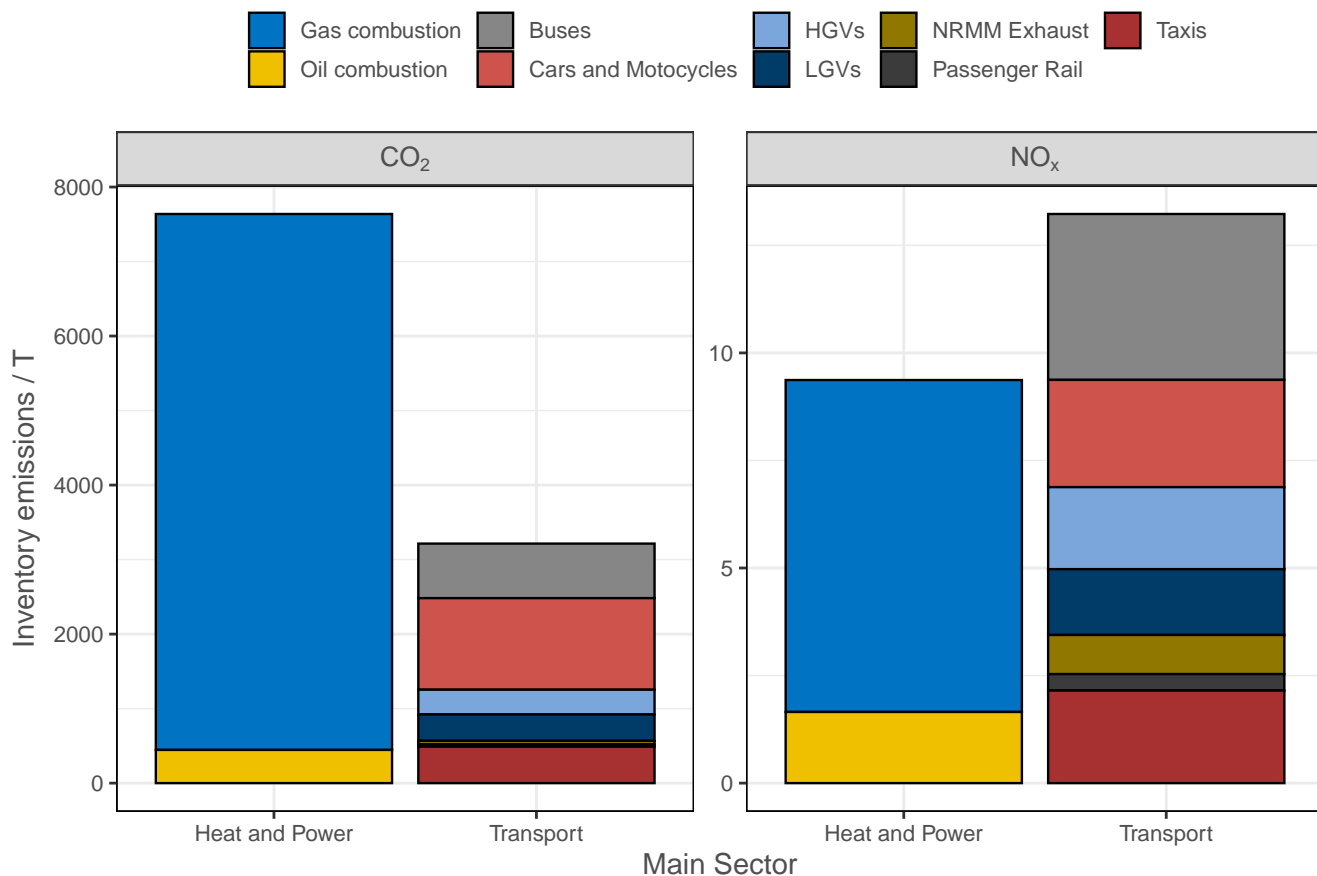 Gas combustion Buses HGVs NRMM Exhaust Taxis
Oil combustion Cars and Motocycles LGVs Passenger Rail
CO₂ NOₓ
8000
6000
4000
2000
0
10
5
0
Inventory emissions / T
Heat and Power Transport Heat and Power Transport
Main Sector